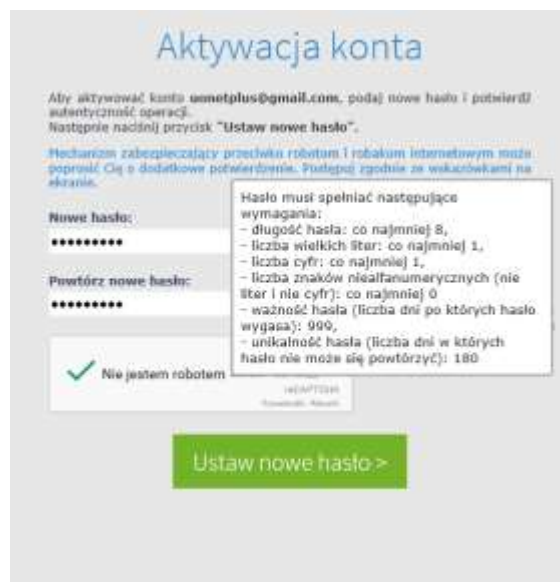 Aktywacja konta
Aby aktywować konto uonetplus@gmail.com, podaj nowe hasło i potwierdź
autentyczność operacji.
Następnie naciśnij przycisk "Ustaw nowe hasło".
Mechanizm zabezpieczający przeciwko robotom i robakom internetowym może
poprosić Cię o dodatkowe potwierdzenie. Postępuj zgodnie ze wskazówkami na
ekranie.
Hasło musi spełniać następujące
wymagania:
- długość hasła: co najmniej 8,
- liczba wielkich liter: co najmniej 1,
- liczba cyfr: co najmniej 1,
- liczba znaków niealfanumerycznych (nie
liter i nie cyfr): co najmniej 0
- ważność hasła (liczba dni po których hasło
wygasa): 999,
- unikalność hasła (liczba dni w których
hasło nie może się powtórzyć): 180
Nowe hasło:
•••••••••
Powtórz nowe hasło:
•••••••••
Nie jestem robotem
reCAPTCHA
Ustaw nowe hasło >